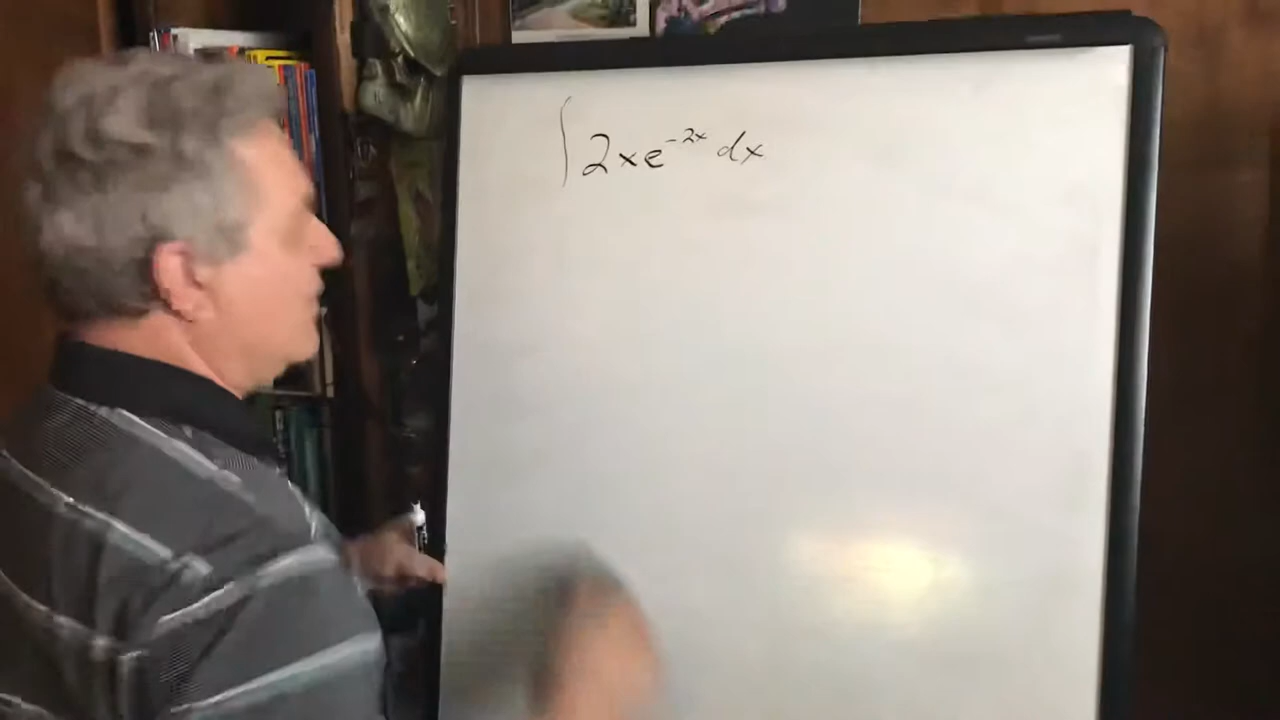 ∫ 2xe⁻²ˣ dx